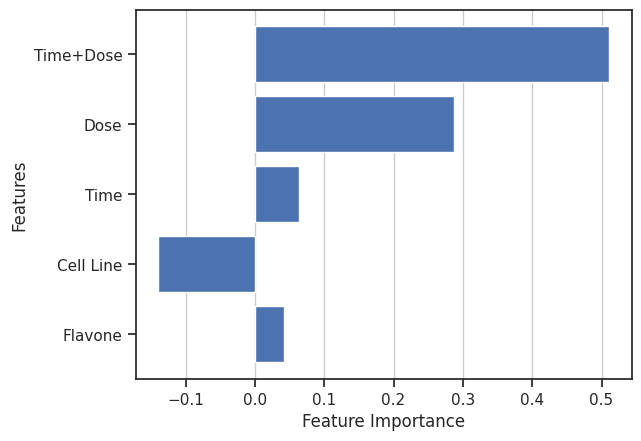 Time+Dose
Dose
Time
Cell Line
Flavone
Features
−0.1 0.0 0.1 0.2 0.3 0.4 0.5
Feature Importance